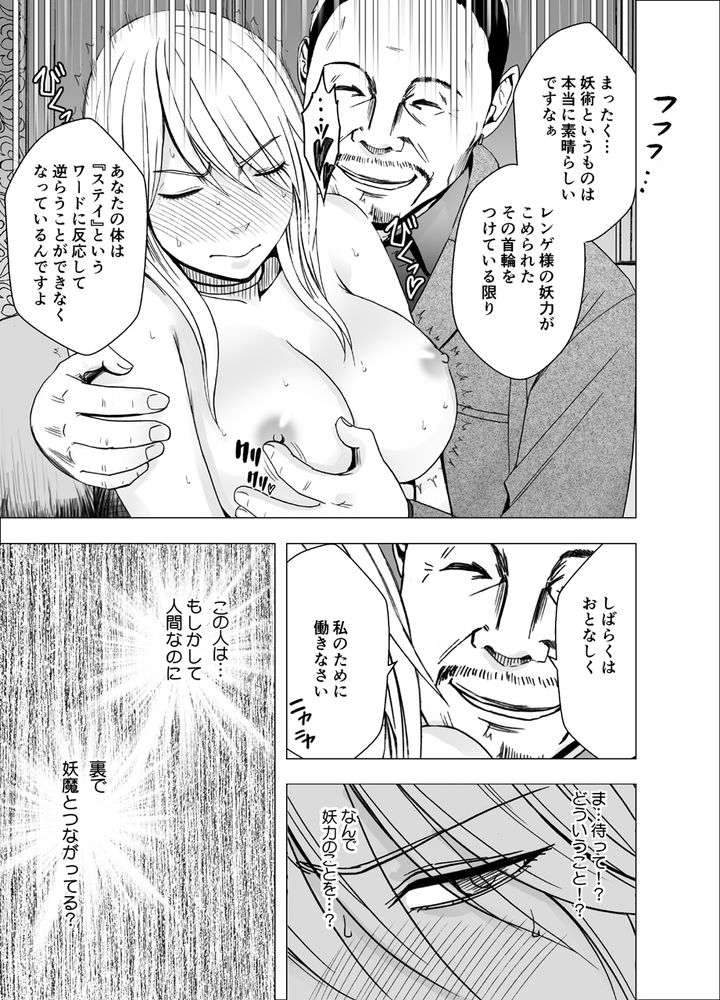 フフフ…
まったく…
妖術というものは
本当に素晴らしい
ですなぁ
レンゲ様の妖力が
こめられた
その首輪を
つけている限り
…っ
あなたの体は
『ステイ』という
ワードに反応して
逆らうことができなく
なっているんですよ
クリ
クリ
しばらくは
おとなしく
私のために
働きなさい
ニヤニヤ
ま…待って!?
どういうこと!?
なんで
妖力のことを…?
この人は…
もしかして
人間なのに
裏で
妖魔とつながってる?